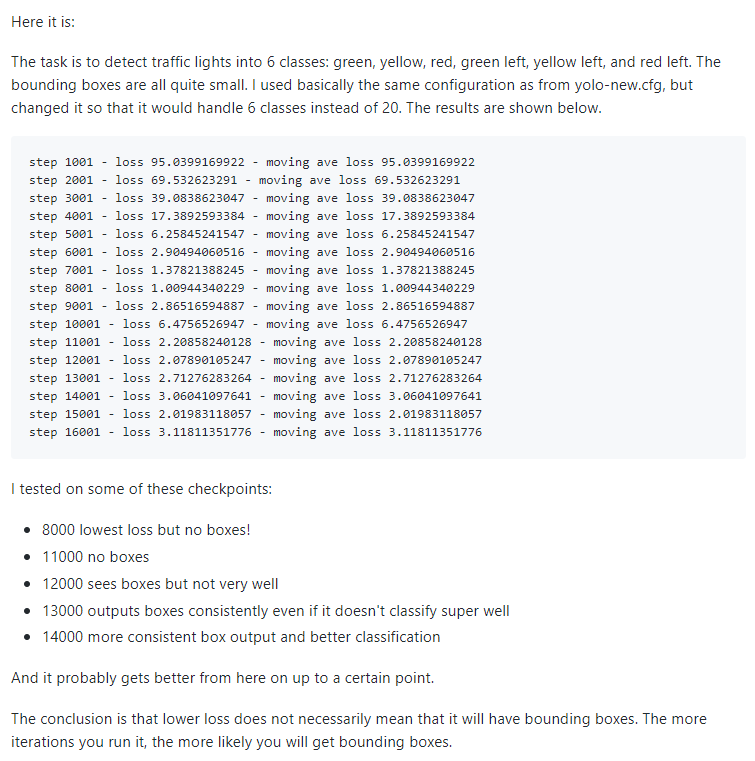 Here it is:
The task is to detect traffic lights into 6 classes: green, yellow, red, green left, yellow left, and red left. The
bounding boxes are all quite small. I used basically the same configuration as from yolo-new.cfg, but
changed it so that it would handle 6 classes instead of 20. The results are shown below.
step 1001 - loss 95.0399169922 - moving ave loss 95.0399169922
step 2001 - loss 69.532623291 - moving ave loss 69.532623291
step 3001 - loss 39.0838623047 - moving ave loss 39.0838623047
step 4001 - loss 17.3892593384 - moving ave loss 17.3892593384
step 5001 - loss 6.25845241547 - moving ave loss 6.25845241547
step 6001 - loss 2.90494060516 - moving ave loss 2.90494060516
step 7001 - loss 1.37821388245 - moving ave loss 1.37821388245
step 8001 - loss 1.00944340229 - moving ave loss 1.00944340229
step 9001 - loss 2.86516594887 - moving ave loss 2.86516594887
step 10001 - loss 6.4756526947 - moving ave loss 6.4756526947
step 11001 - loss 2.20858240128 - moving ave loss 2.20858240128
step 12001 - loss 2.07890105247 - moving ave loss 2.07890105247
step 13001 - loss 2.71276283264 - moving ave loss 2.71276283264
step 14001 - loss 3.06041097641 - moving ave loss 3.06041097641
step 15001 - loss 2.01983118057 - moving ave loss 2.01983118057
step 16001 - loss 3.11811351776 - moving ave loss 3.11811351776
I tested on some of these checkpoints:
• 8000 lowest loss but no boxes!
• 11000 no boxes
• 12000 sees boxes but not very well
• 13000 outputs boxes consistently even if it doesn't classify super well
• 14000 more consistent box output and better classification
And it probably gets better from here on up to a certain point.
The conclusion is that lower loss does not necessarily mean that it will have bounding boxes. The more
iterations you run it, the more likely you will get bounding boxes.